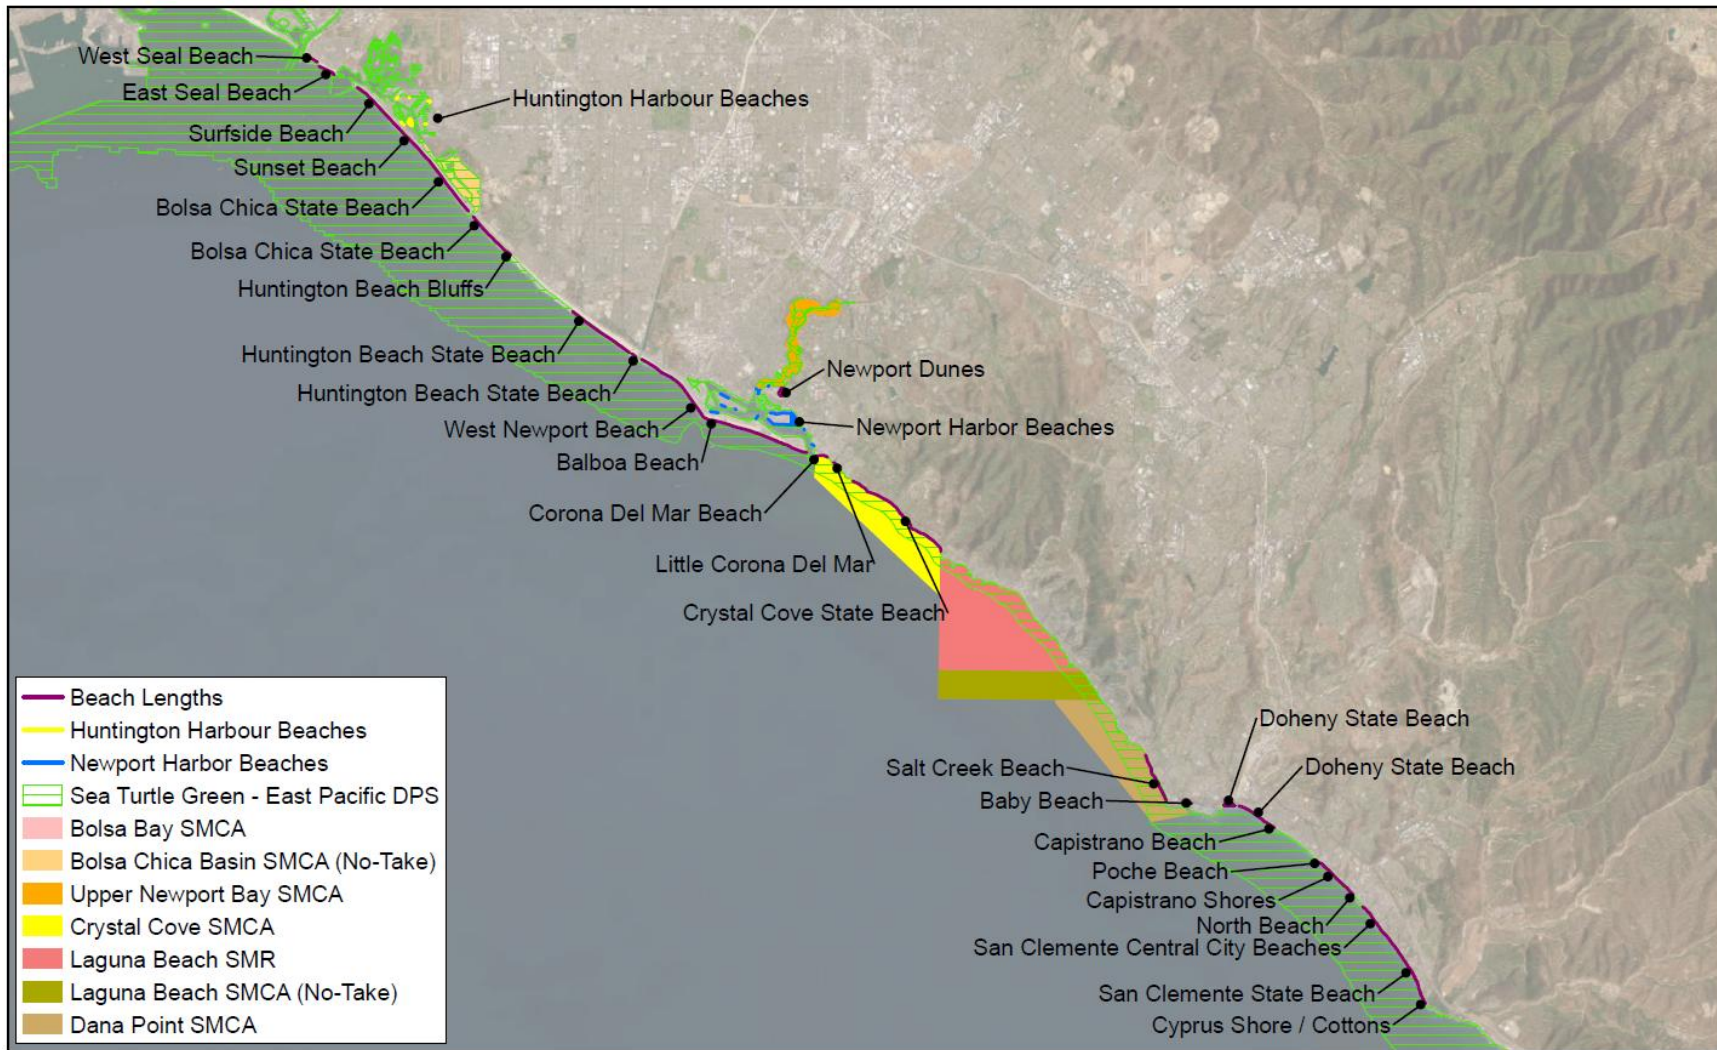 West Seal Beach
East Seal Beach
Huntington Harbour Beaches
Surfside Beach
Sunset Beach
Bolsa Chica State Beach
Bolsa Chica State Beach
Huntington Beach Bluffs
Huntington Beach State Beach
Newport Dunes
Huntington Beach State Beach
West Newport Beach
Newport Harbor Beaches
Balboa Beach
Corona Del Mar Beach
Little Corona Del Mar
Crystal Cove State Beach
Doheny State Beach
Salt Creek Beach
Doheny State Beach
Baby Beach
Capistrano Beach
Poche Beach
Capistrano Shores
North Beach
San Clemente Central City Beaches
San Clemente State Beach
Cyprus Shore / Cottons
Beach Lengths
Huntington Harbour Beaches
Newport Harbor Beaches
Sea Turtle Green - East Pacific DPS
Bolsa Bay SMCA
Bolsa Chica Basin SMCA (No-Take)
Upper Newport Bay SMCA
Crystal Cove SMCA
Laguna Beach SMR
Laguna Beach SMCA (No-Take)
Dana Point SMCA